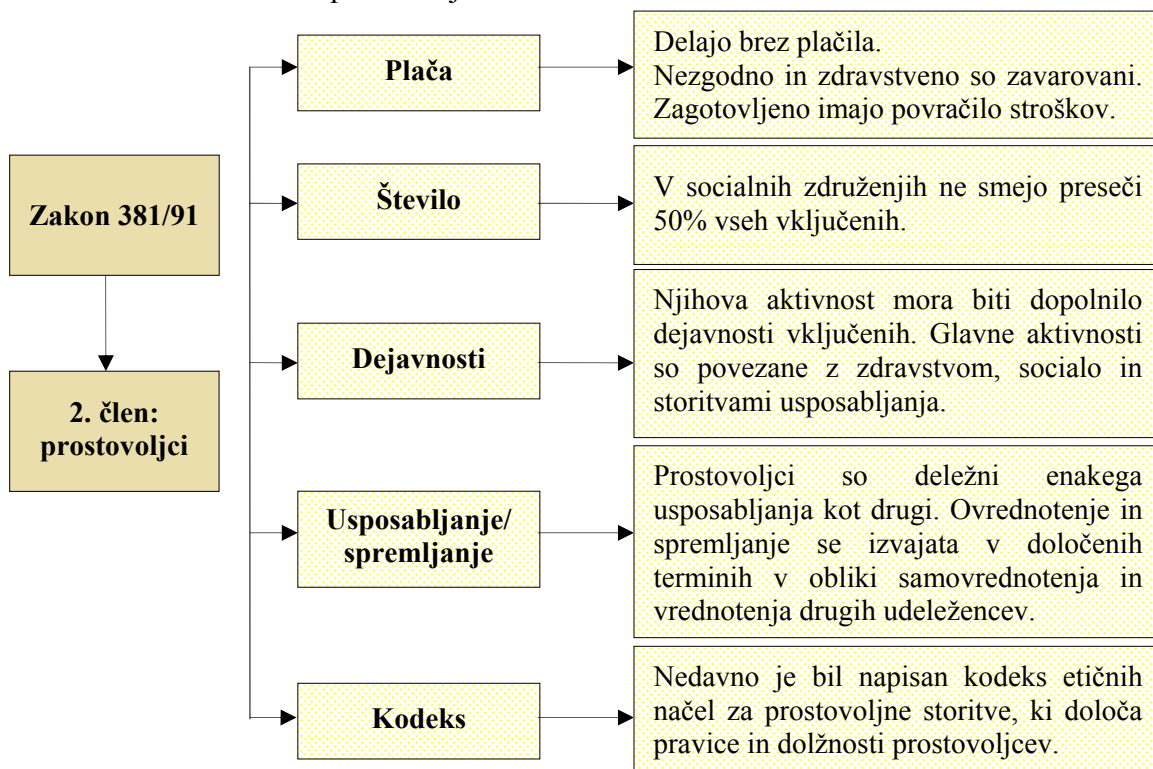 Zakon 381/91
2. člen:
prostovoljci
Plača
Delajo brez plačila.
Nezgodno in zdravstveno so zavarovani.
Zagotovljeno imajo povračilo stroškov.
Število
V socialnih združenjih ne smejo preseči
50% vseh vključenih.
Dejavnosti
Njihova aktivnost mora biti dopolnilo
dejavnosti vključenih. Glavne aktivnosti
so povezane z zdravstvom, socialo in
storitvami usposabljanja.
Usposabljanje/
spremljanje
Prostovoljci so deležni enakega
usposabljanja kot drugi. Ovrednotenje in
spremljanje se izvajata v določenih
terminih v obliki samovrednotenja in
vrednotenja drugih udeležencev.
Kodeks
Nedavno je bil napisan kodeks etičnih
načel za prostovoljne storitve, ki določa
pravice in dolžnosti prostovoljcev.